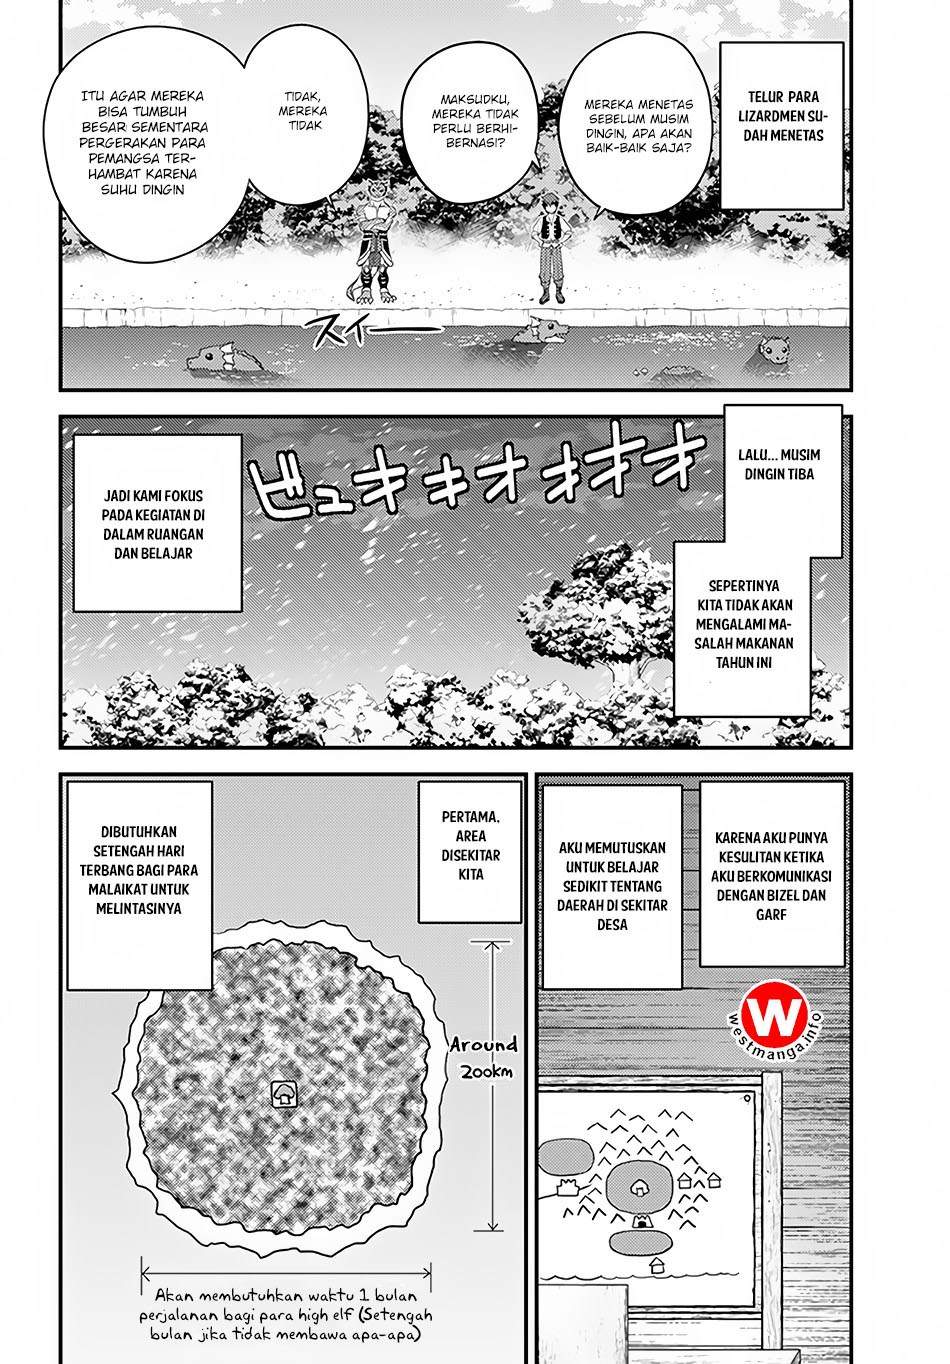 TELUR PARA
LIZARDMEN SU-
DAH MENETAS
MEREKA MENETAS
SEBELUM MUSIM
DINGIN, APA AKAN
BAIK-BAIK SAJA?
MAKSUDKU,
MEREKA TIDAK
PERLU BERHI-
BERNASI?
TIDAK,
MEREKA
TIDAK
ITU AGAR MEREKA
BISA TUMBUH
BESAR SEMENTARA
PERGERAKAN PARA
PEMANGSA TER-
HAMBAT KARENA
SUHU DINGIN
スイー
LALU... MUSIM
DINGIN TIBA
SEPERTINYA
KITA TIDAK AKAN
MENGALAMI MA-
SALAH MAKANAN
TAHUN INI
ビュオキオォオオ
JADI KAMI FOKUS
PADA KEGIATAN DI
DALAM RUANGAN
DAN BELAJAR
KARENA AKU PUNYA
KESULITAN KETIKA
AKU BERKOMUNIKASI
DENGAN BIZEL DAN
GARF
AKU MEMUTUSKAN
UNTUK BELAJAR
SEDIKIT TENTANG
DAERAH DI SEKITAR
DESA
W
westmanga.info
PERTAMA,
AREA
DISEKITAR
KITA
DIBUTUHKAN
SETENGAH HARI
TERBANG BAGI PARA
MALAIKAT UNTUK
MELINTASINYA
Around
200km
Akan membutuhkan waktu 1 bulan
perjalanan bagi para high elf (Setengah
bulan jika tidak membawa apa-apa)